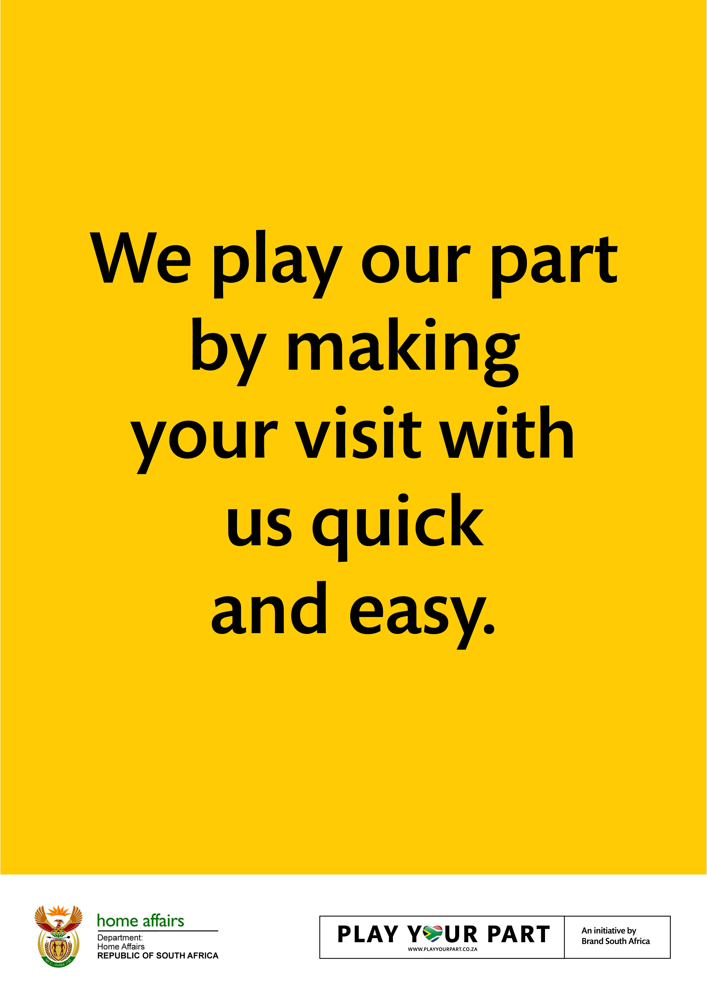 We play our part
by making
your visit with
us quick
and easy.
home affairs
Department:
Home Affairs
REPUBLIC OF SOUTH AFRICA
PLAY YOUR PART
WWW.PLAYYOURPART.CO.ZA
An initiative by
Brand South Africa